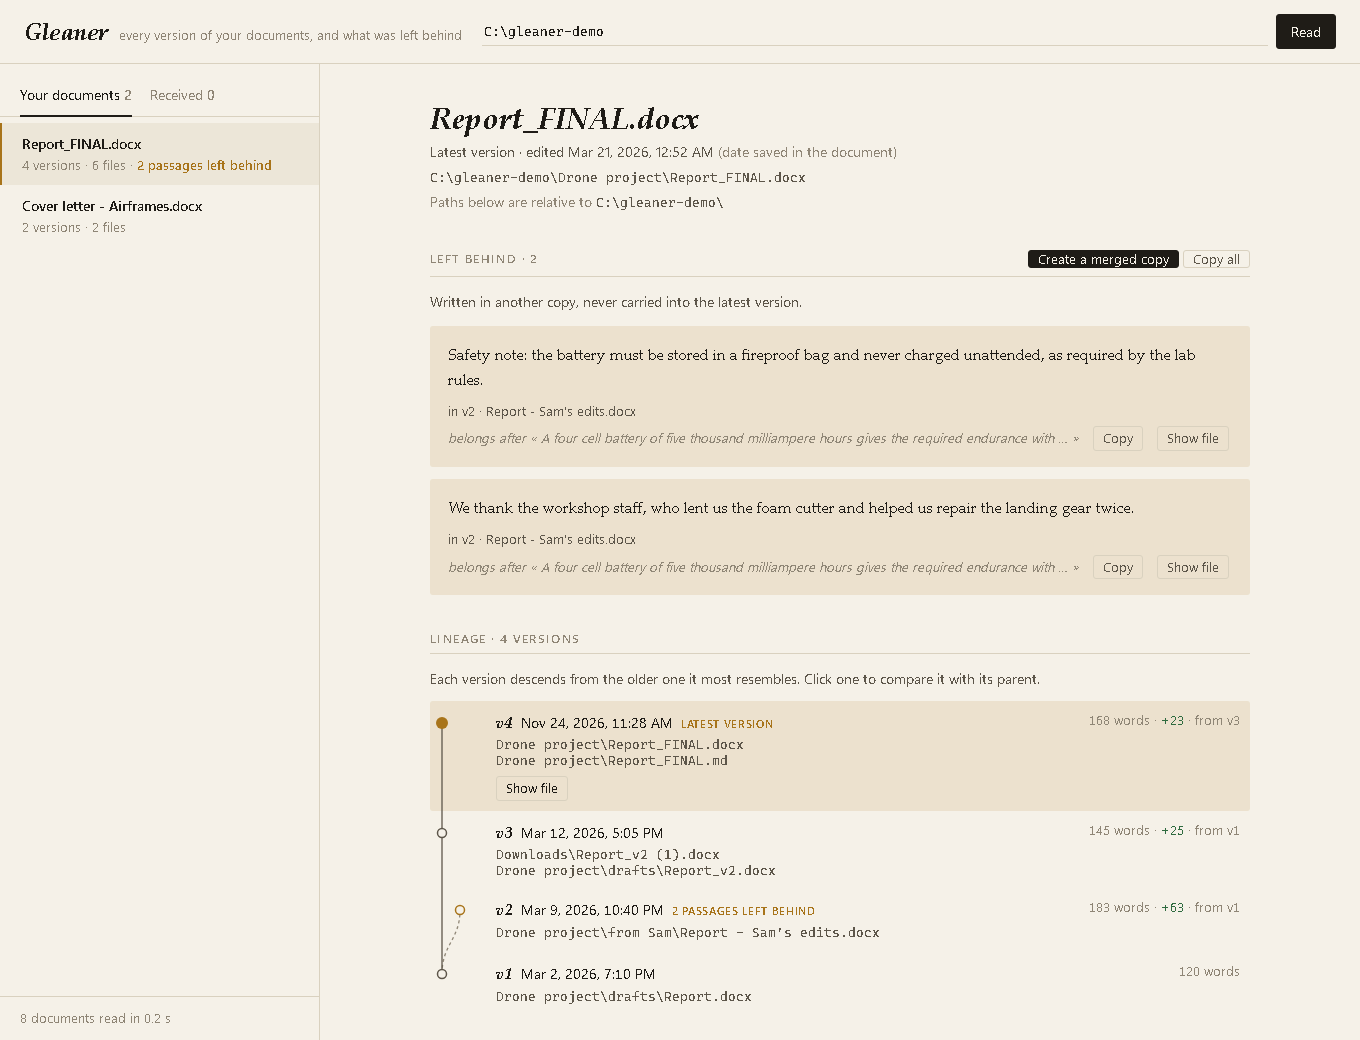 Gleaner every version of your documents, and what was left behind C:\gleaner-demo Read
Your documents 2 Received 0
Report_FINAL.docx
4 versions · 6 files · 2 passages left behind
Cover letter - Airframes.docx
2 versions · 2 files
8 documents read in 0.2 s
Report_FINAL.docx
Latest version · edited Mar 21, 2026, 12:52 AM (date saved in the document)
C:\gleaner-demo\Drone project\Report_FINAL.docx
Paths below are relative to C:\gleaner-demo\
LEFT BEHIND · 2 Create a merged copy Copy all
Written in another copy, never carried into the latest version.
Safety note: the battery must be stored in a fireproof bag and never charged unattended, as required by the lab
rules.
in v2 · Report - Sam's edits.docx
belongs after « A four cell battery of five thousand milliampere hours gives the required endurance with ... » Copy Show file
We thank the workshop staff, who lent us the foam cutter and helped us repair the landing gear twice.
in v2 · Report - Sam's edits.docx
belongs after « A four cell battery of five thousand milliampere hours gives the required endurance with ... » Copy Show file
LINEAGE · 4 VERSIONS
Each version descends from the older one it most resembles. Click one to compare it with its parent.
v4 Nov 24, 2026, 11:28 AM LATEST VERSION 168 words · +23 · from v3
Drone project\Report_FINAL.docx
Drone project\Report_FINAL.md
Show file
v3 Mar 12, 2026, 5:05 PM 145 words · +25 · from v1
Downloads\Report_v2 (1).docx
Drone project\drafts\Report_v2.docx
v2 Mar 9, 2026, 10:40 PM 2 PASSAGES LEFT BEHIND 183 words · +63 · from v1
Drone project\from Sam\Report - Sam's edits.docx
v1 Mar 2, 2026, 7:10 PM 120 words
Drone project\drafts\Report.docx